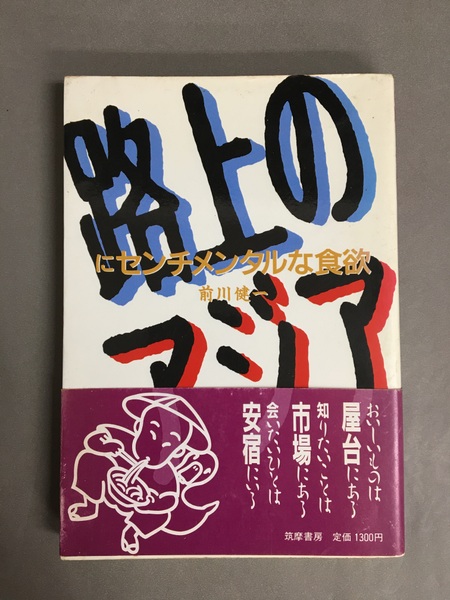 路上の
アジア
にセンチメンタルな食欲
前川健一
おいしいものは
屋台にある
知りたいことは
市場にある
会いたいひとは
安宿にいる
筑摩書房 定価 1300円